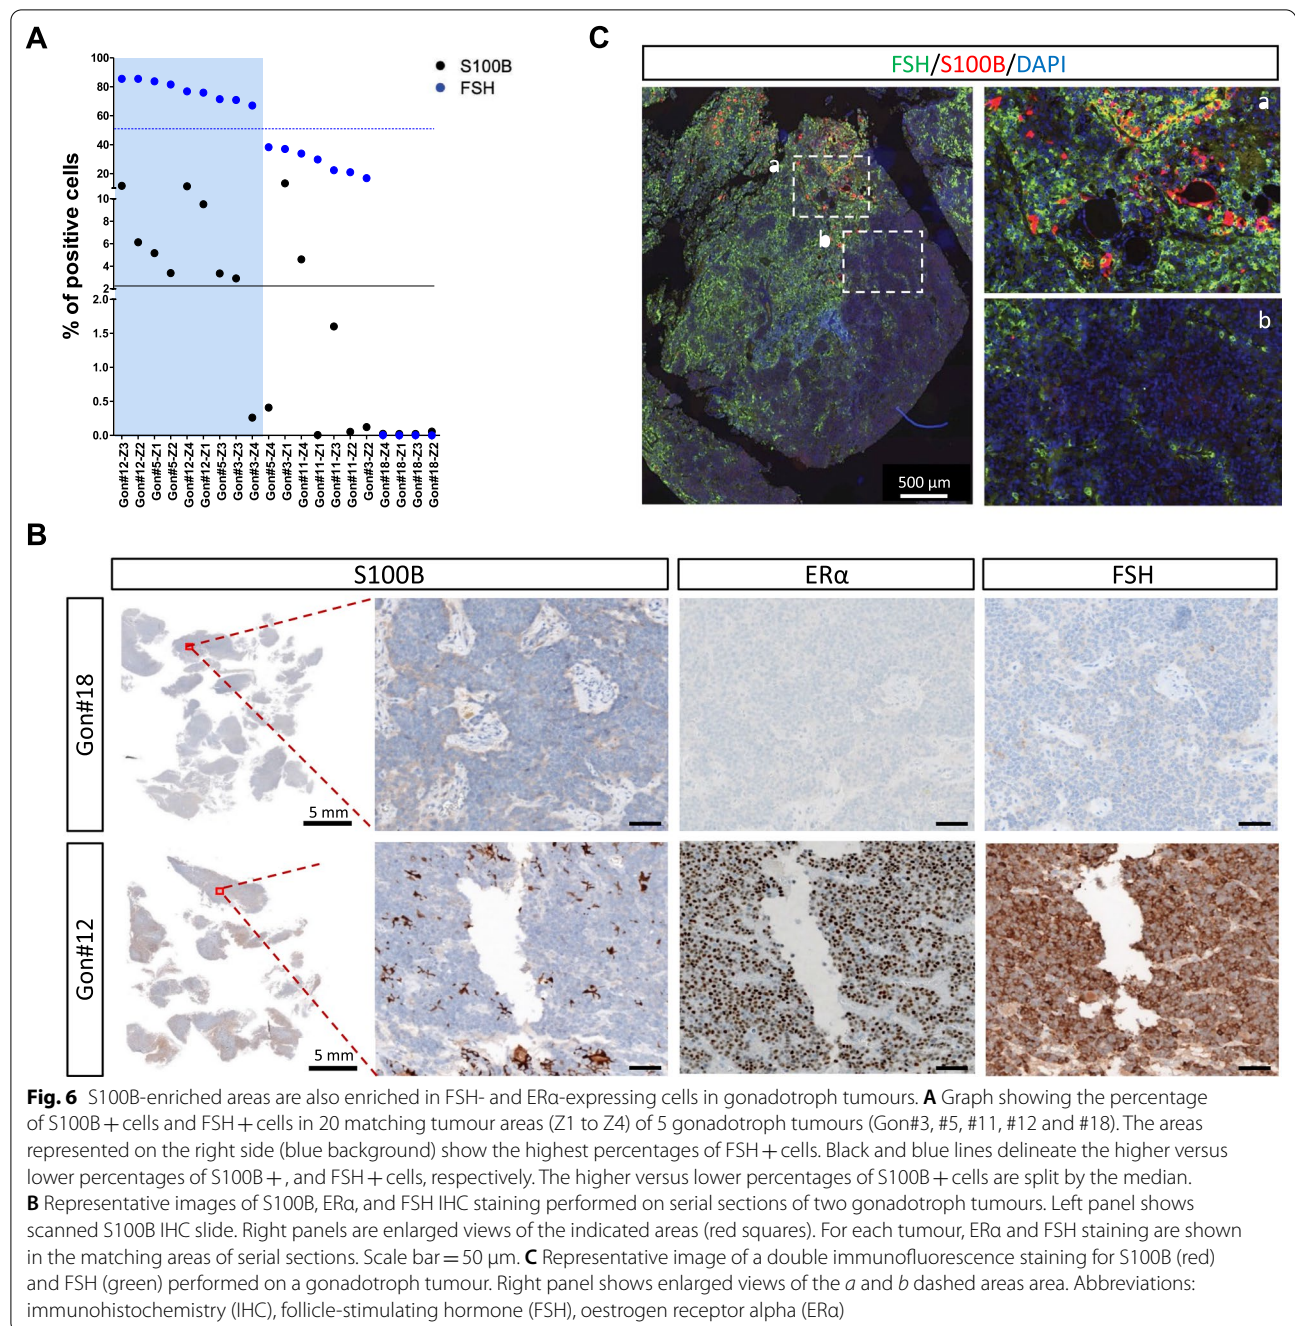 A
100
80
60
40
20
10
8
6
4
2
2.0
1.5
1.0
0.5
0.0
% of positive cells
S100B
FSH
Gon#12-Z3
Gon#12-Z2
Gon#5-Z1
Gon#5-Z2
Gon#12-Z4
Gon#12-Z1
Gon#5-Z3
Gon#3-Z3
Gon#3-Z4
Gon#5-Z4
Gon#3-Z1
Gon#11-Z4
Gon#11-Z1
Gon#11-Z3
Gon#11-Z2
Gon#3-Z2
Gon#18-Z4
Gon#18-Z1
Gon#18-Z3
Gon#18-Z2
C
FSH/S100B/DAPI
a
b
500 µm
a
b
B
S100B
ERα
FSH
Gon#18
5 mm
Gon#12
5 mm
Fig. 6 S100B-enriched areas are also enriched in FSH- and ERα-expressing cells in gonadotroph tumours. A Graph showing the percentage
of S100B + cells and FSH + cells in 20 matching tumour areas (Z1 to Z4) of 5 gonadotroph tumours (Gon#3, #5, #11, #12 and #18). The areas
represented on the right side (blue background) show the highest percentages of FSH + cells. Black and blue lines delineate the higher versus
lower percentages of S100B +, and FSH + cells, respectively. The higher versus lower percentages of S100B + cells are split by the median.
B Representative images of S100B, ERα, and FSH IHC staining performed on serial sections of two gonadotroph tumours. Left panel shows
scanned S100B IHC slide. Right panels are enlarged views of the indicated areas (red squares). For each tumour, ERα and FSH staining are shown
in the matching areas of serial sections. Scale bar = 50 µm. C Representative image of a double immunofluorescence staining for S100B (red)
and FSH (green) performed on a gonadotroph tumour. Right panel shows enlarged views of the a and b dashed areas area. Abbreviations:
immunohistochemistry (IHC), follicle-stimulating hormone (FSH), oestrogen receptor alpha (ERα)